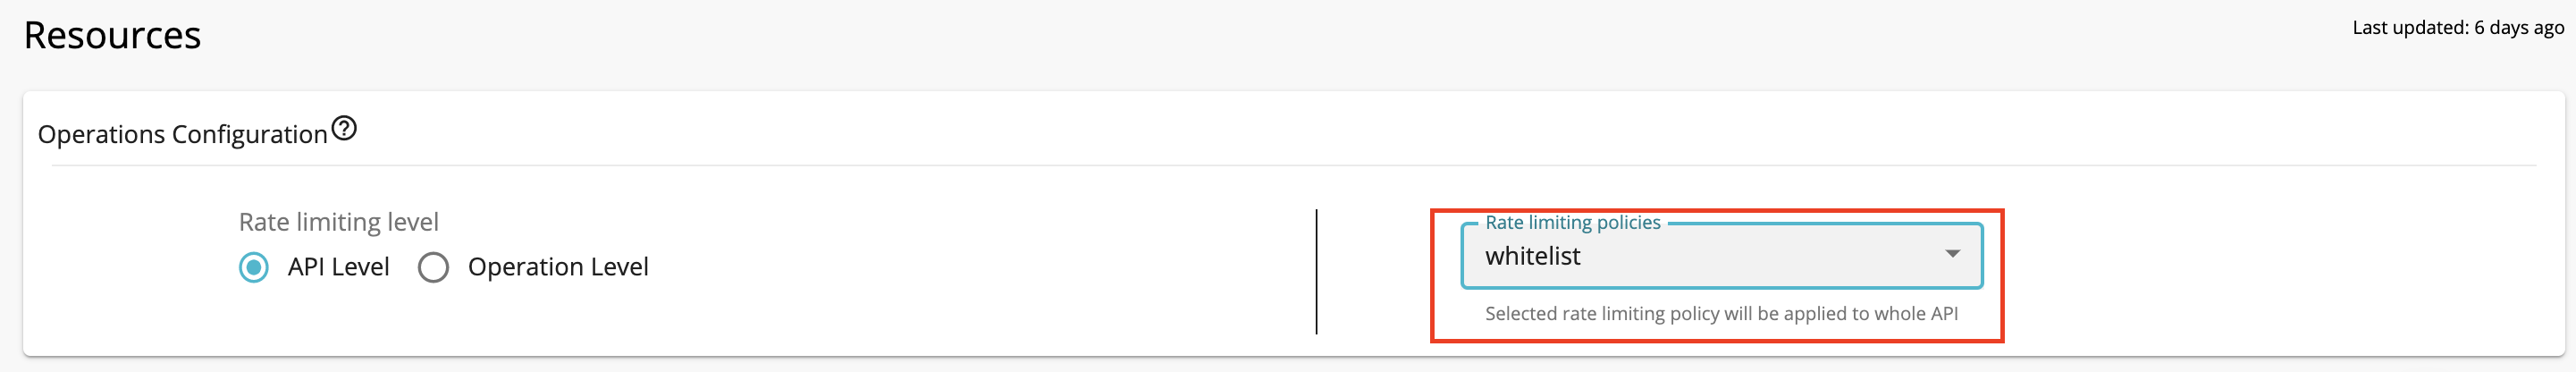 Resources
Last updated: 6 days ago
Operations Configuration
Rate limiting level
API Level
Operation Level
Rate limiting policies
whitelist
Selected rate limiting policy will be applied to whole API